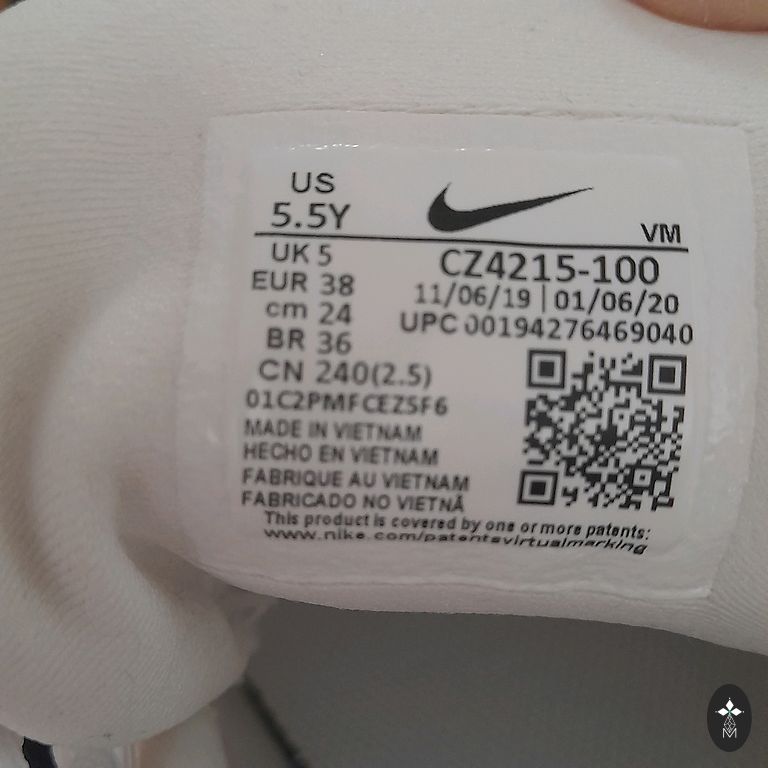 US
5.5Y
VM
UK 5
EUR 38
cm 24
BR 36
CN 240(2.5)
CZ4215-100
11/06/19 | 01/06/20
UPC 00194276469040
01C2PMFCEZSF6
MADE IN VIETNAM
HECHO EN VIETNAM
FABRIQUE AU VIETNAM
FABRICADO NO VIETNÃ
This product is covered by one or more patents:
www.nike.com/patentsvirtualmarking
M